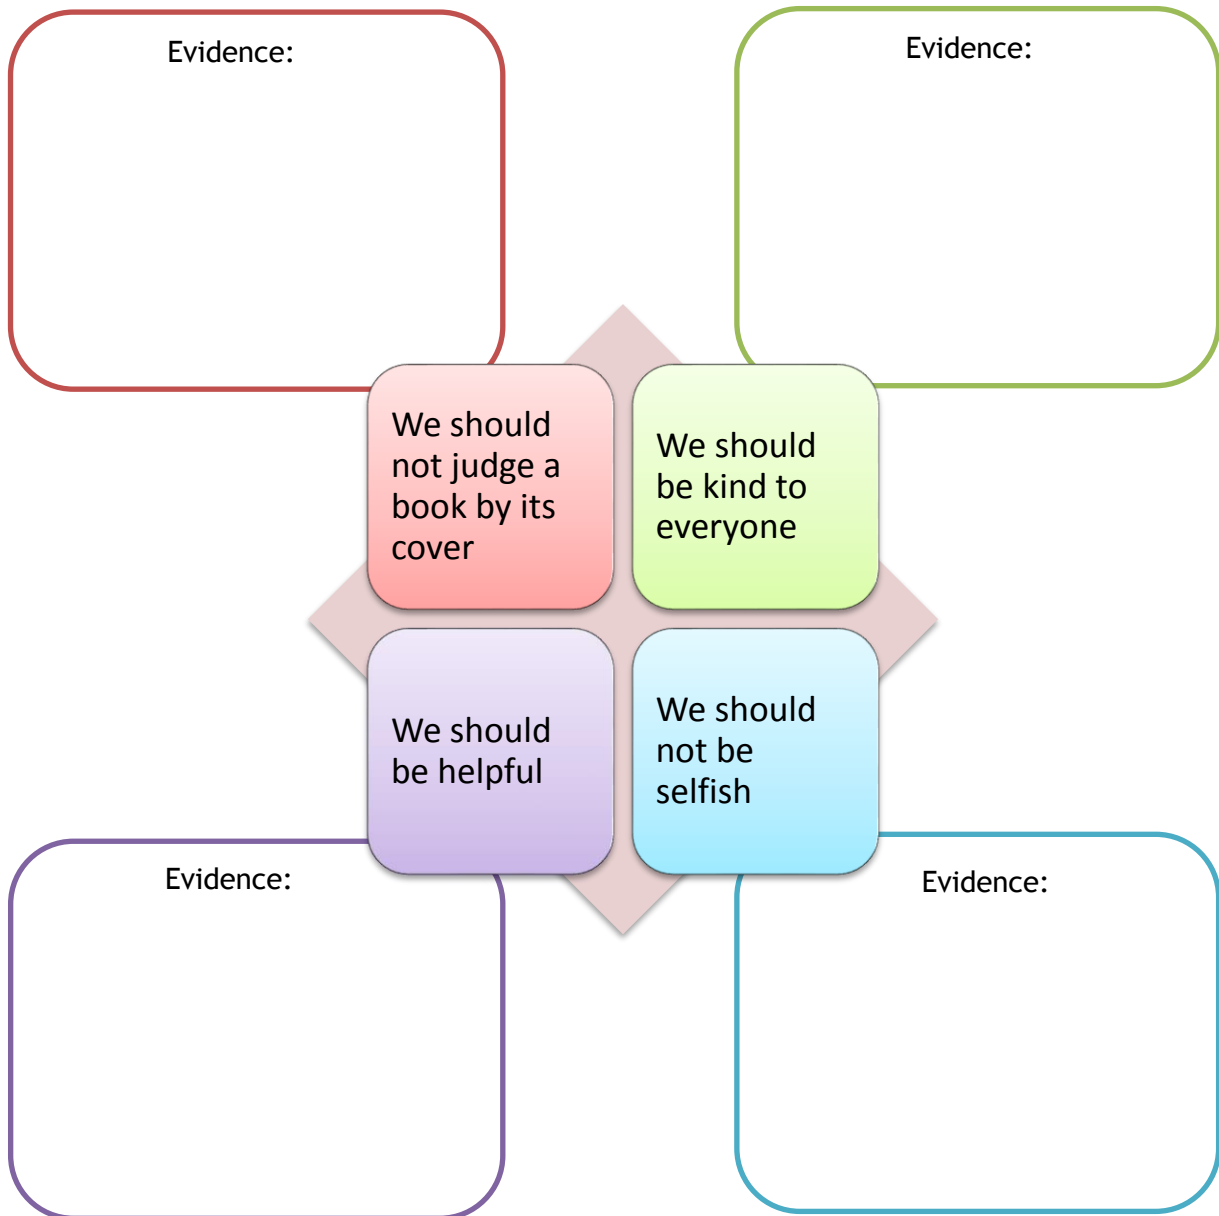 Evidence:
Evidence:
We should
not judge a
book by its
cover
We should
be kind to
everyone
We should
be helpful
We should
not be
selfish
Evidence:
Evidence: